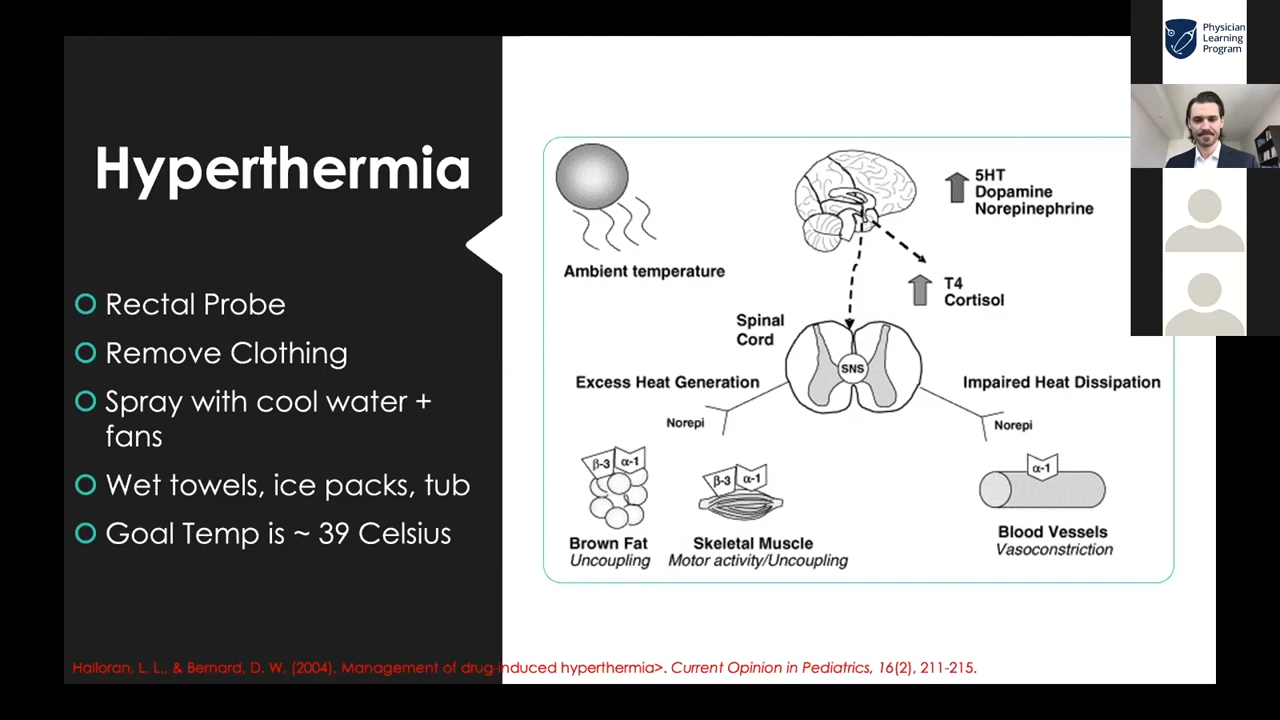 Physician
Learning
Program
Hyperthermia
Rectal Probe
Remove Clothing
Spray with cool water +
fans
Wet towels, ice packs, tub
Goal Temp is ~ 39 Celsius
Ambient temperature
5HT
Dopamine
Norepinephrine
T4
Cortisol
Spinal
Cord
SNS
Excess Heat Generation
Impaired Heat Dissipation
Norepi
Norepi
β-3
α-1
β-3
α-1
α-1
Brown Fat
Uncoupling
Skeletal Muscle
Motor activity/Uncoupling
Blood Vessels
Vasoconstriction
Halloran, L. L., & Bernard, D. W. (2004). Management of drug-induced hyperthermia>. Current Opinion in Pediatrics, 16(2), 211-215.